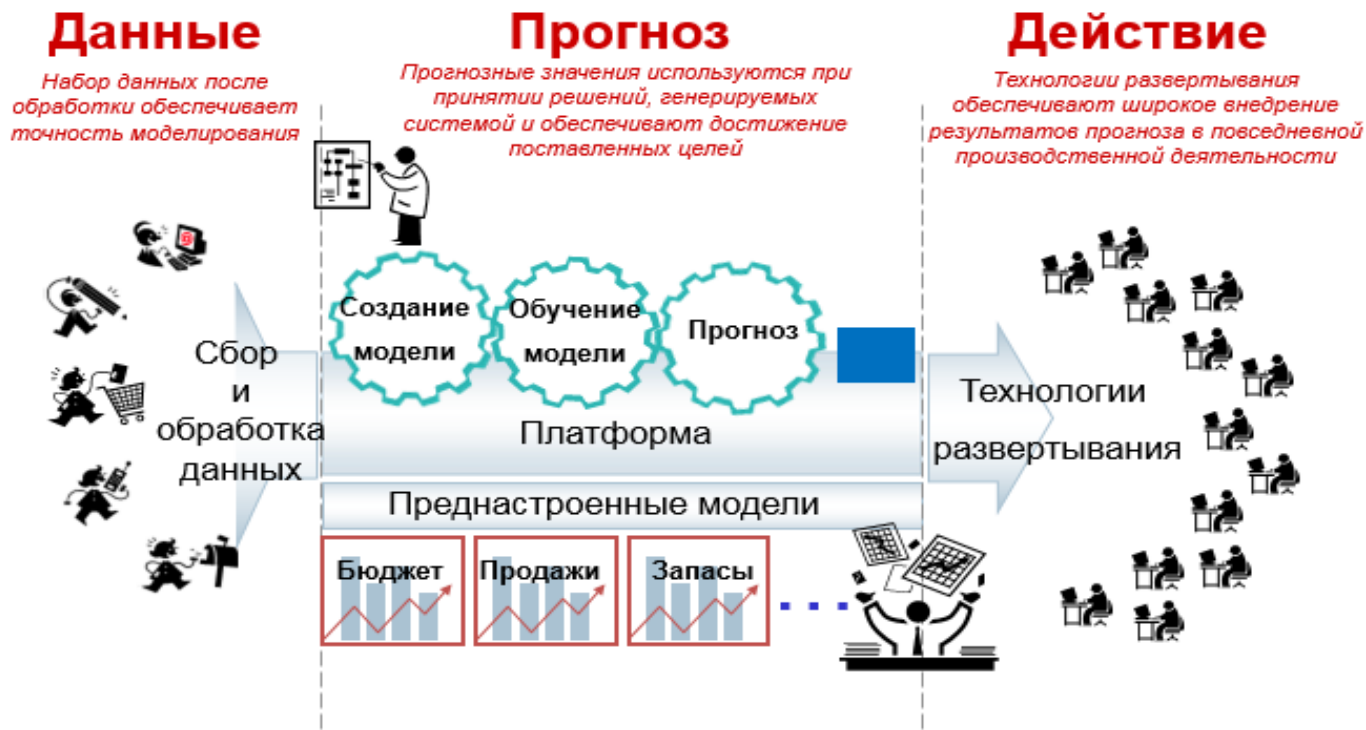 Данные
Набор данных после
обработки обеспечивает
точность моделирования
Прогноз
Прогнозные значения используются при
принятии решений, генерируемых
системой и обеспечивают достижение
поставленных целей
Действие
Технологии развертывания
обеспечивают широкое внедрение
результатов прогноза в повседневной
производственной деятельности
Сбор
и
обработка
данных
Создание
модели
Обучение
модели
Прогноз
Платформа
Преднастроенные модели
Бюджет
Продажи
Запасы
Технологии
развертывания